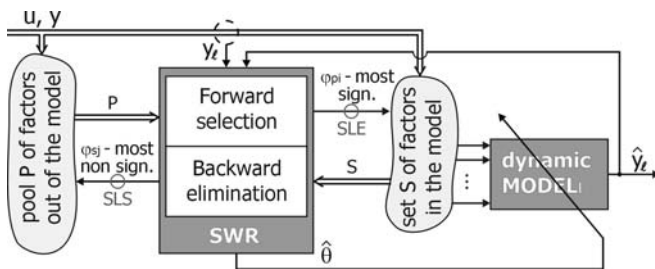 u, y
yℓ
pool P of factors
out of the model
P
φsj - most
non sign.
SLS
Forward
selection
Backward
elimination
SWR
φpi - most
sign.
SLE
S
set S of factors
in the model
⋮
dynamic
MODELl
ŷℓ
θ̂